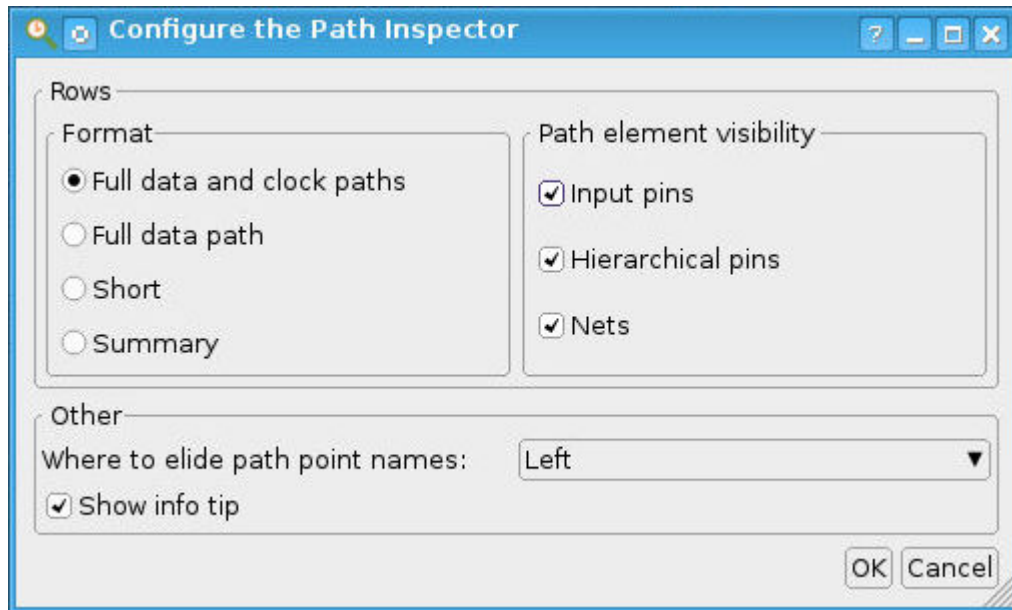 Configure the Path Inspector
Rows
Format
Full data and clock paths
Full data path
Short
Summary
Path element visibility
Input pins
Hierarchical pins
Nets
Other
Where to elide path point names: Left
Show info tip
OK Cancel